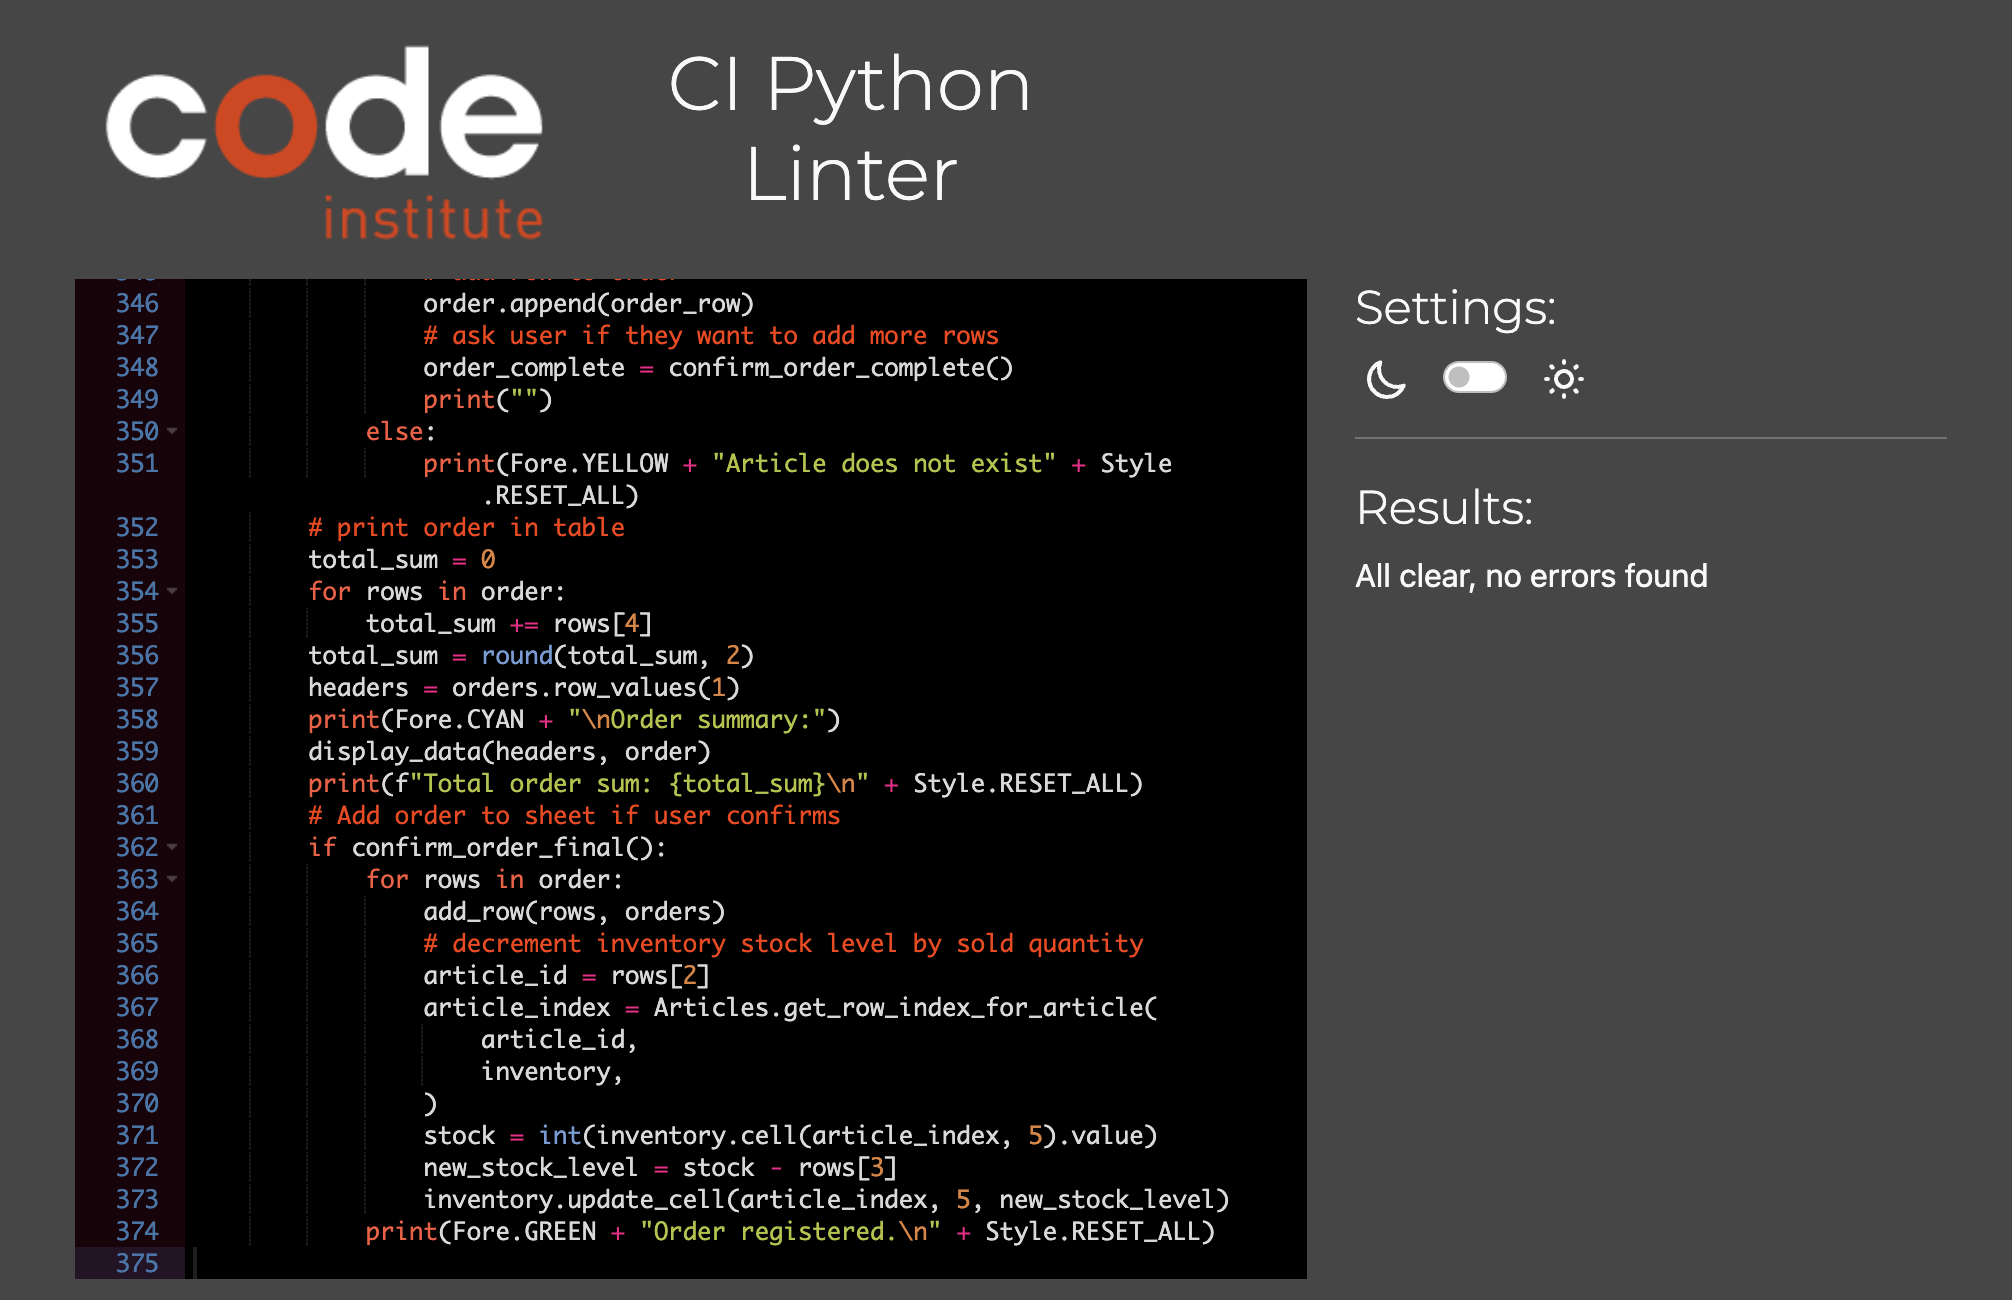 code
institute
CI Python
Linter
346 order.append(order_row)
347 # ask user if they want to add more rows
348 order_complete = confirm_order_complete()
349 print("")
350 else:
351 print(Fore.YELLOW + "Article does not exist" + Style
.RESET_ALL)
352 # print order in table
353 total_sum = 0
354 for rows in order:
355 total_sum += rows[4]
356 total_sum = round(total_sum, 2)
357 headers = orders.row_values(1)
358 print(Fore.CYAN + "\nOrder summary:")
359 display_data(headers, order)
360 print(f"Total order sum: {total_sum}\n" + Style.RESET_ALL)
361 # Add order to sheet if user confirms
362 if confirm_order_final():
363 for rows in order:
364 add_row(rows, orders)
365 # decrement inventory stock level by sold quantity
366 article_id = rows[2]
367 article_index = Articles.get_row_index_for_article(
368 article_id,
369 inventory,
370 )
371 stock = int(inventory.cell(article_index, 5).value)
372 new_stock_level = stock - rows[3]
373 inventory.update_cell(article_index, 5, new_stock_level)
374 print(Fore.GREEN + "Order registered.\n" + Style.RESET_ALL)
375
Settings:
Results:
All clear, no errors found